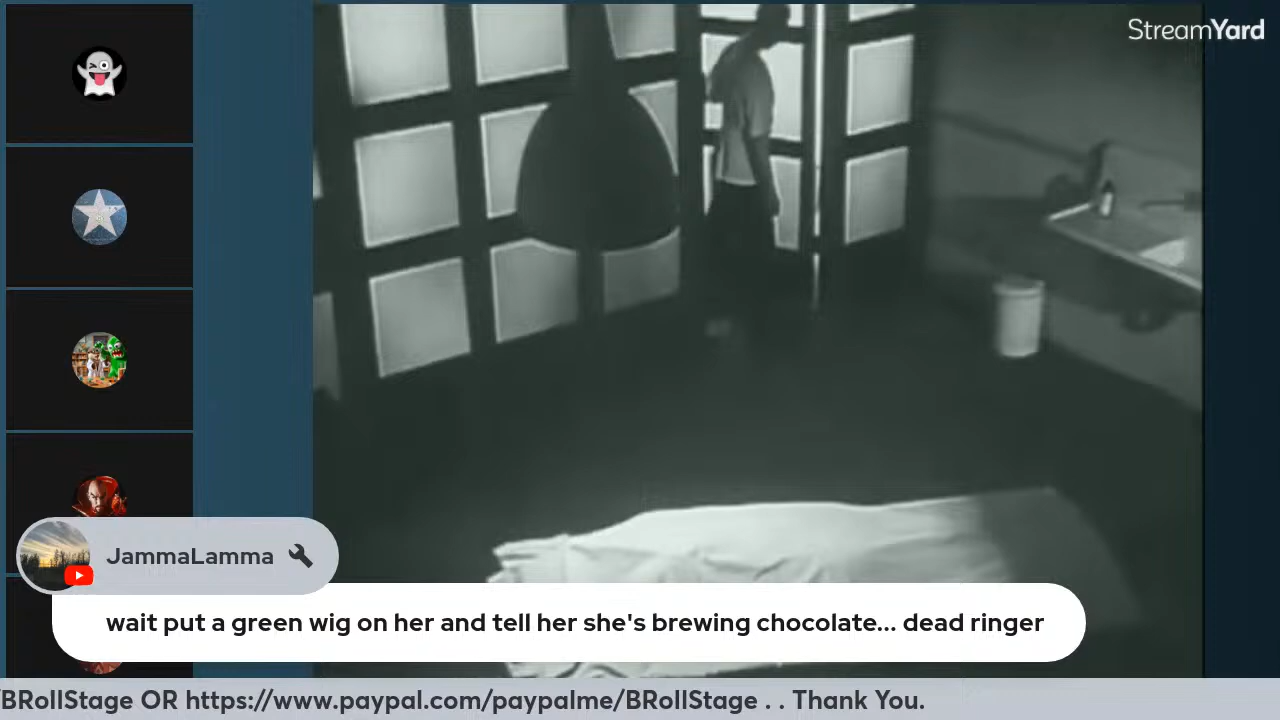 StreamYard
JammaLamma
wait put a green wig on her and tell her she's brewing chocolate... dead ringer
/BRollStage OR https://www.paypal.com/paypalme/BRollStage . . Thank You.